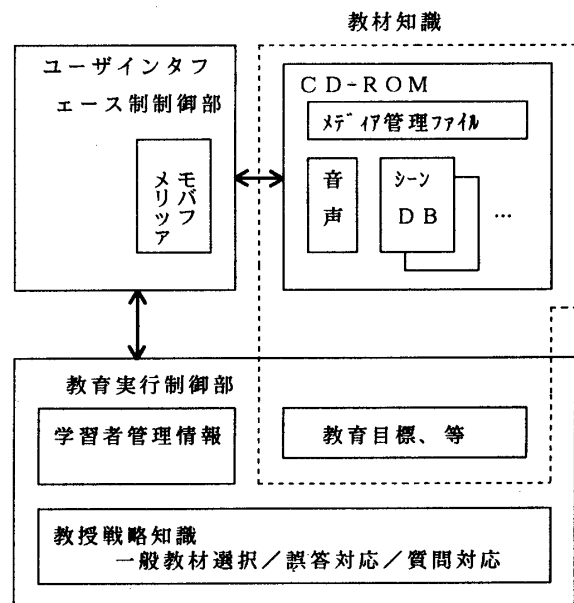 教材知識
ユーザインタフ
ェース制制御部
メモ
リバ
ッフ
ァ
CD-ROM
メディア管理ファイル
音
声
シーン
DB
…
教育実行制御部
学習者管理情報
教育目標、等
教授戦略知識
一般教材選択／誤答対応／質問対応